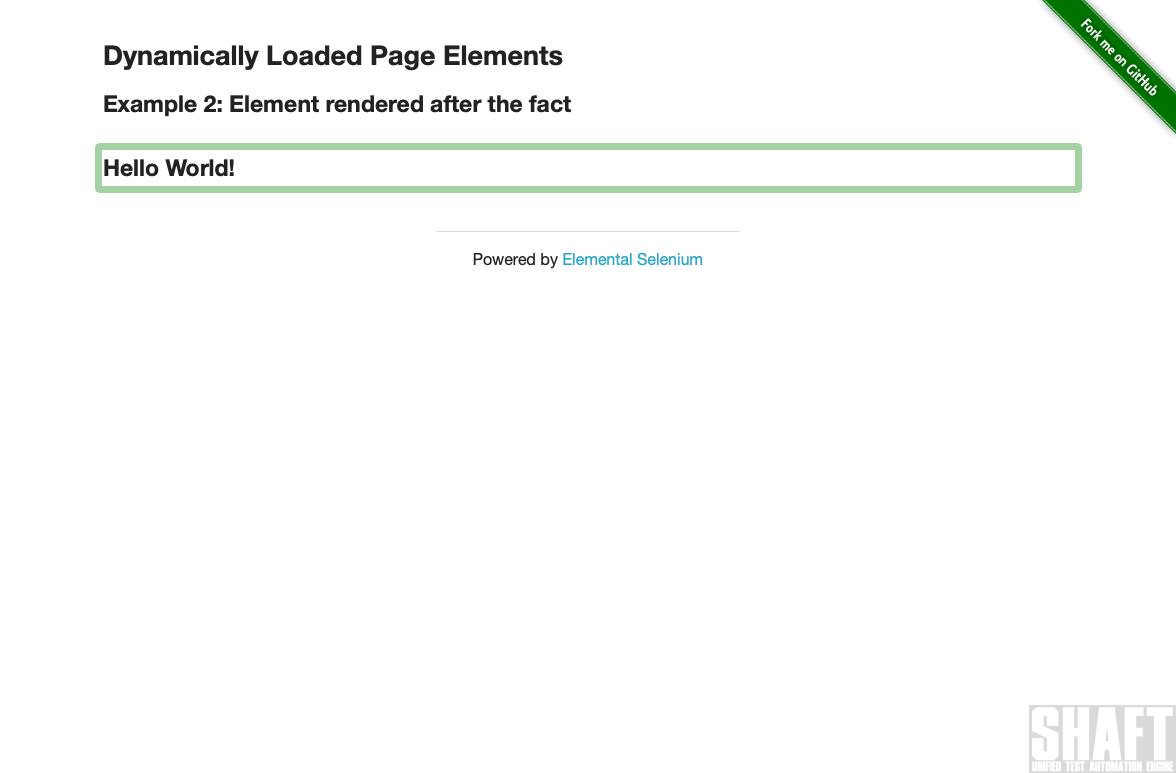 Dynamically Loaded Page Elements
Fork me on GitHub
Example 2: Element rendered after the fact
Hello World!
Powered by Elemental Selenium
SHAFT
UNIFIED TEST AUTOMATION ENGINE